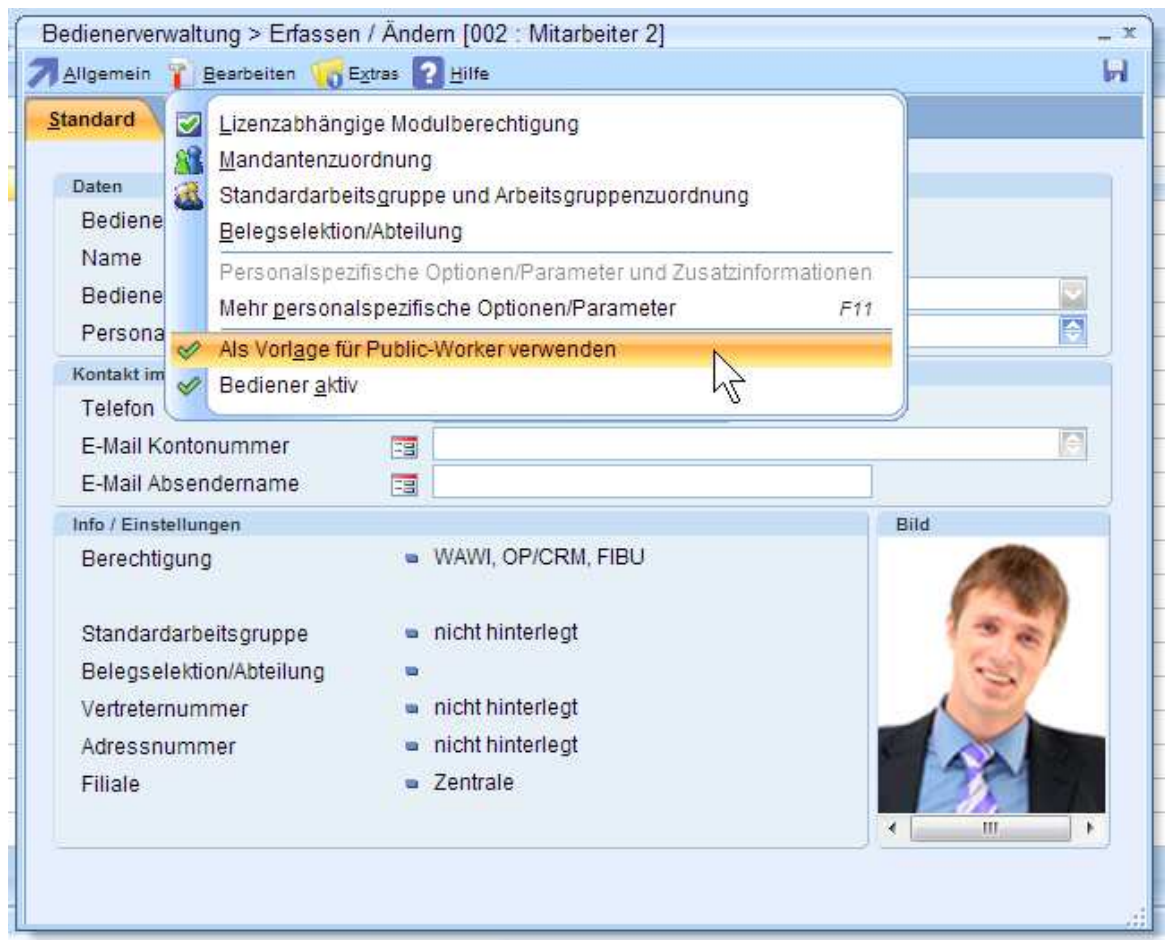 Bedienerverwaltung > Erfassen / Ändern [002 : Mitarbeiter 2]
Allgemein Bearbeiten Extras Hilfe
Standard
Lizenzabhängige Modulberechtigung
Mandantenzuordnung
Standardarbeitsgruppe und Arbeitsgruppenzuordnung
Belegselektion/Abteilung
Personalspezifische Optionen/Parameter und Zusatzinformationen
Mehr personalspezifische Optionen/Parameter F11
Als Vorlage für Public-Worker verwenden
Bediener aktiv
Daten
Bediene
Name
Bediene
Persona
Kontakt im
Telefon
E-Mail Kontonummer
E-Mail Absendername
Info / Einstellungen
Berechtigung WAWI, OP/CRM, FIBU
Standardarbeitsgruppe nicht hinterlegt
Belegselektion/Abteilung
Vertreternummer nicht hinterlegt
Adressnummer nicht hinterlegt
Filiale Zentrale
Bild